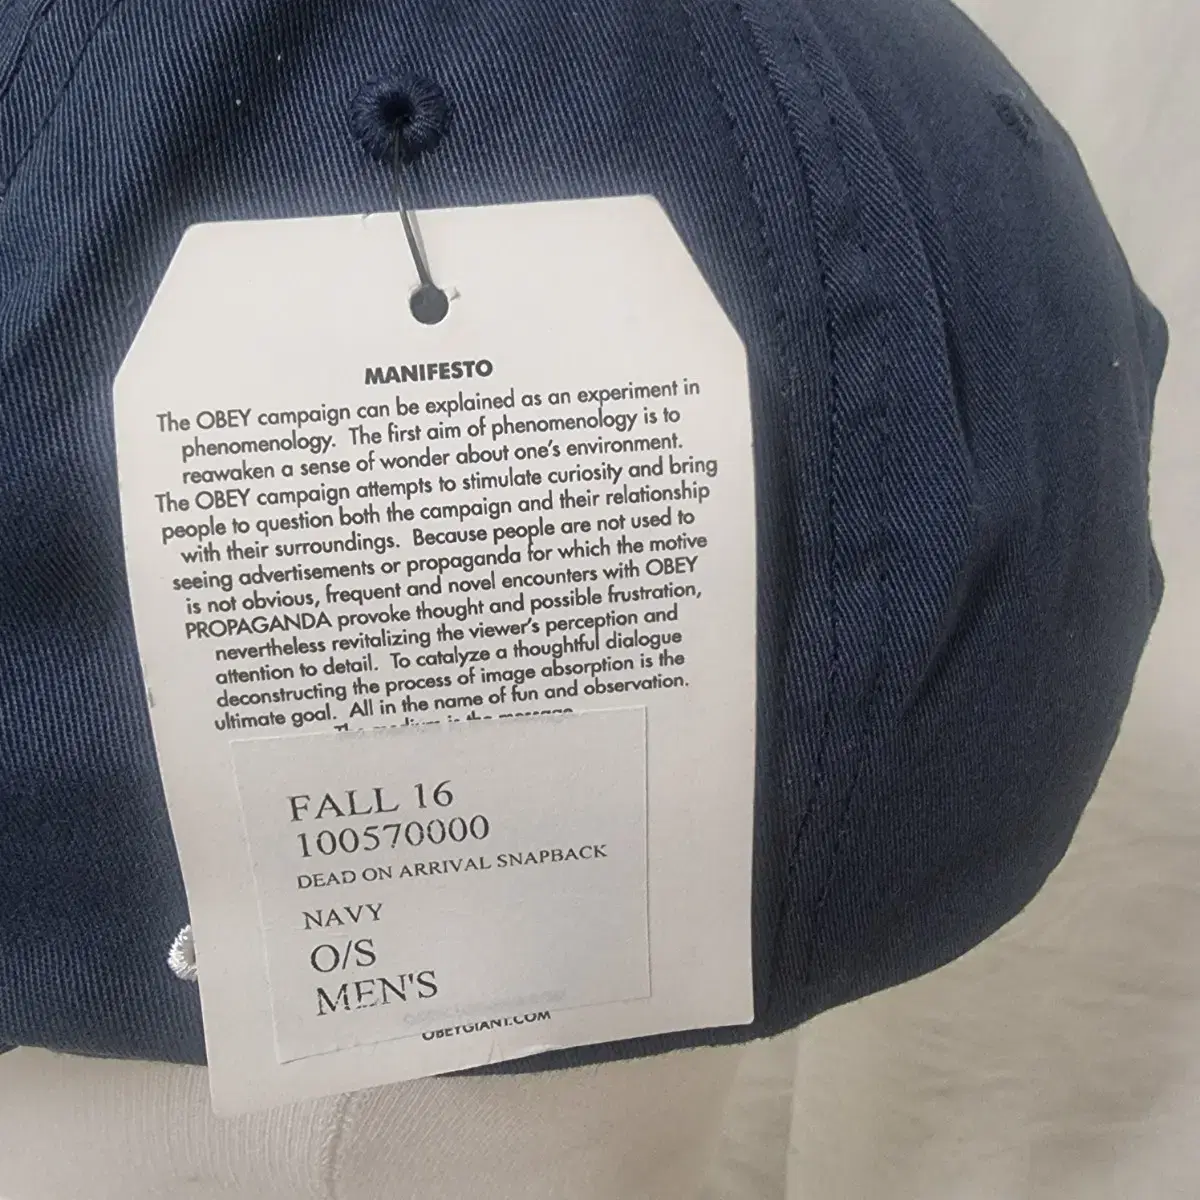 MANIFESTO
The OBEY campaign can be explained as an experiment in
phenomenology. The first aim of phenomenology is to
reawaken a sense of wonder about one's environment.
The OBEY campaign attempts to stimulate curiosity and bring
people to question both the campaign and their relationship
with their surroundings. Because people are not used to
seeing advertisements or propaganda for which the motive
is not obvious, frequent and novel encounters with OBEY
PROPAGANDA provoke thought and possible frustration,
nevertheless revitalizing the viewer's perception and
attention to detail. To catalyze a thoughtful dialogue
deconstructing the process of image absorption is the
ultimate goal. All in the name of fun and observation.
The medium is the message
FALL 16
100570000
DEAD ON ARRIVAL SNAPBACK
NAVY
O/S
MEN'S
OBEYGIANT.COM